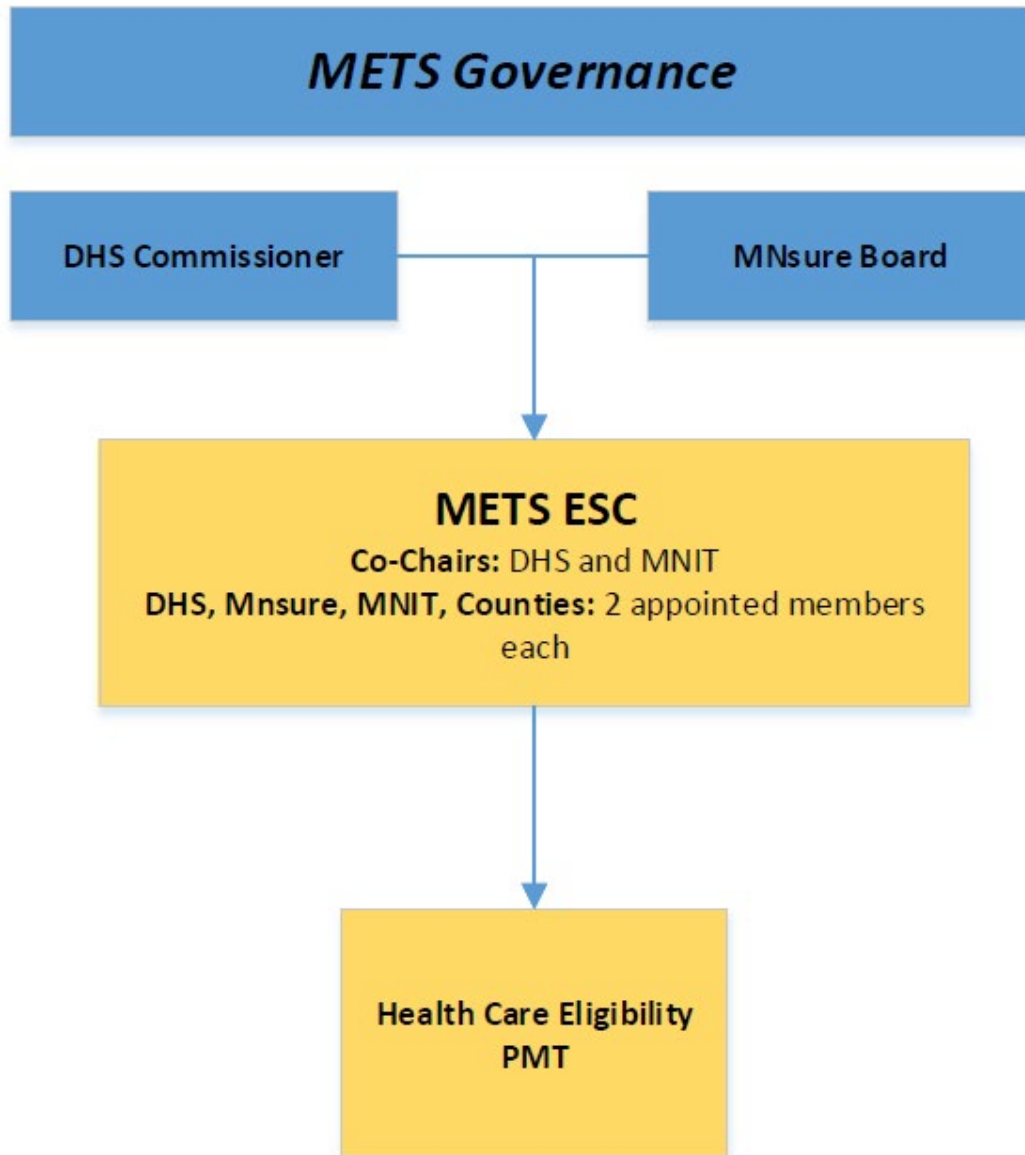 METS Governance
DHS Commissioner
MNsure Board
METS ESC
Co-Chairs: DHS and MNIT
DHS, Mnsure, MNIT, Counties: 2 appointed members
each
Health Care Eligibility
PMT